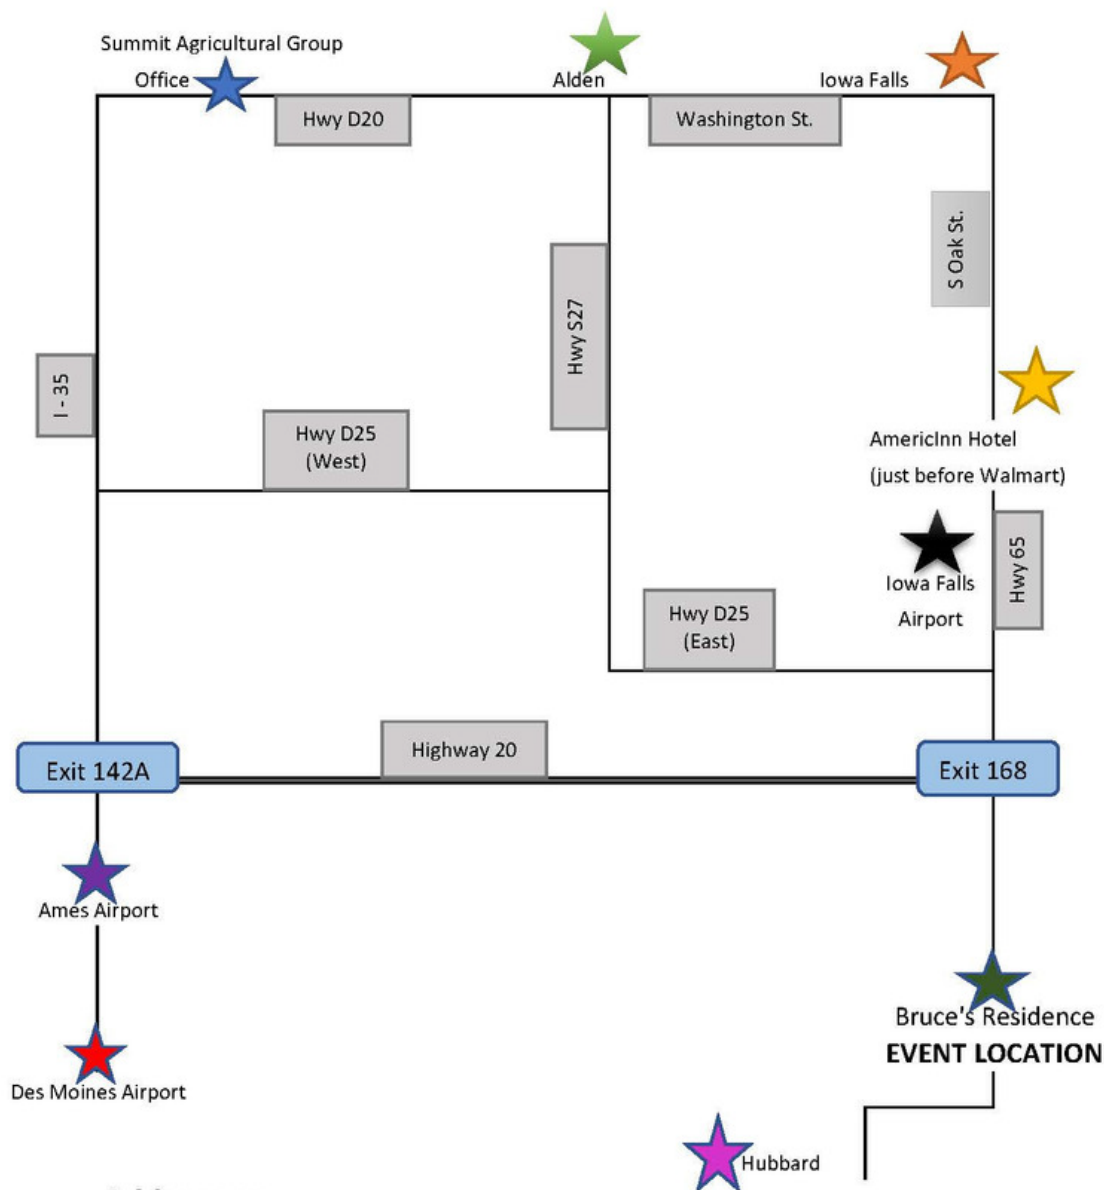 Summit Agricultural Group
Office
Alden
Iowa Falls
Hwy D20
Washington St.
S Oak St.
Hwy S27
I - 35
Hwy D25
(West)
AmericInn Hotel
(just before Walmart)
Iowa Falls
Airport
Hwy 65
Hwy D25
(East)
Highway 20
Exit 142A
Exit 168
Ames Airport
Bruce's Residence
EVENT LOCATION
Des Moines Airport
Hubbard